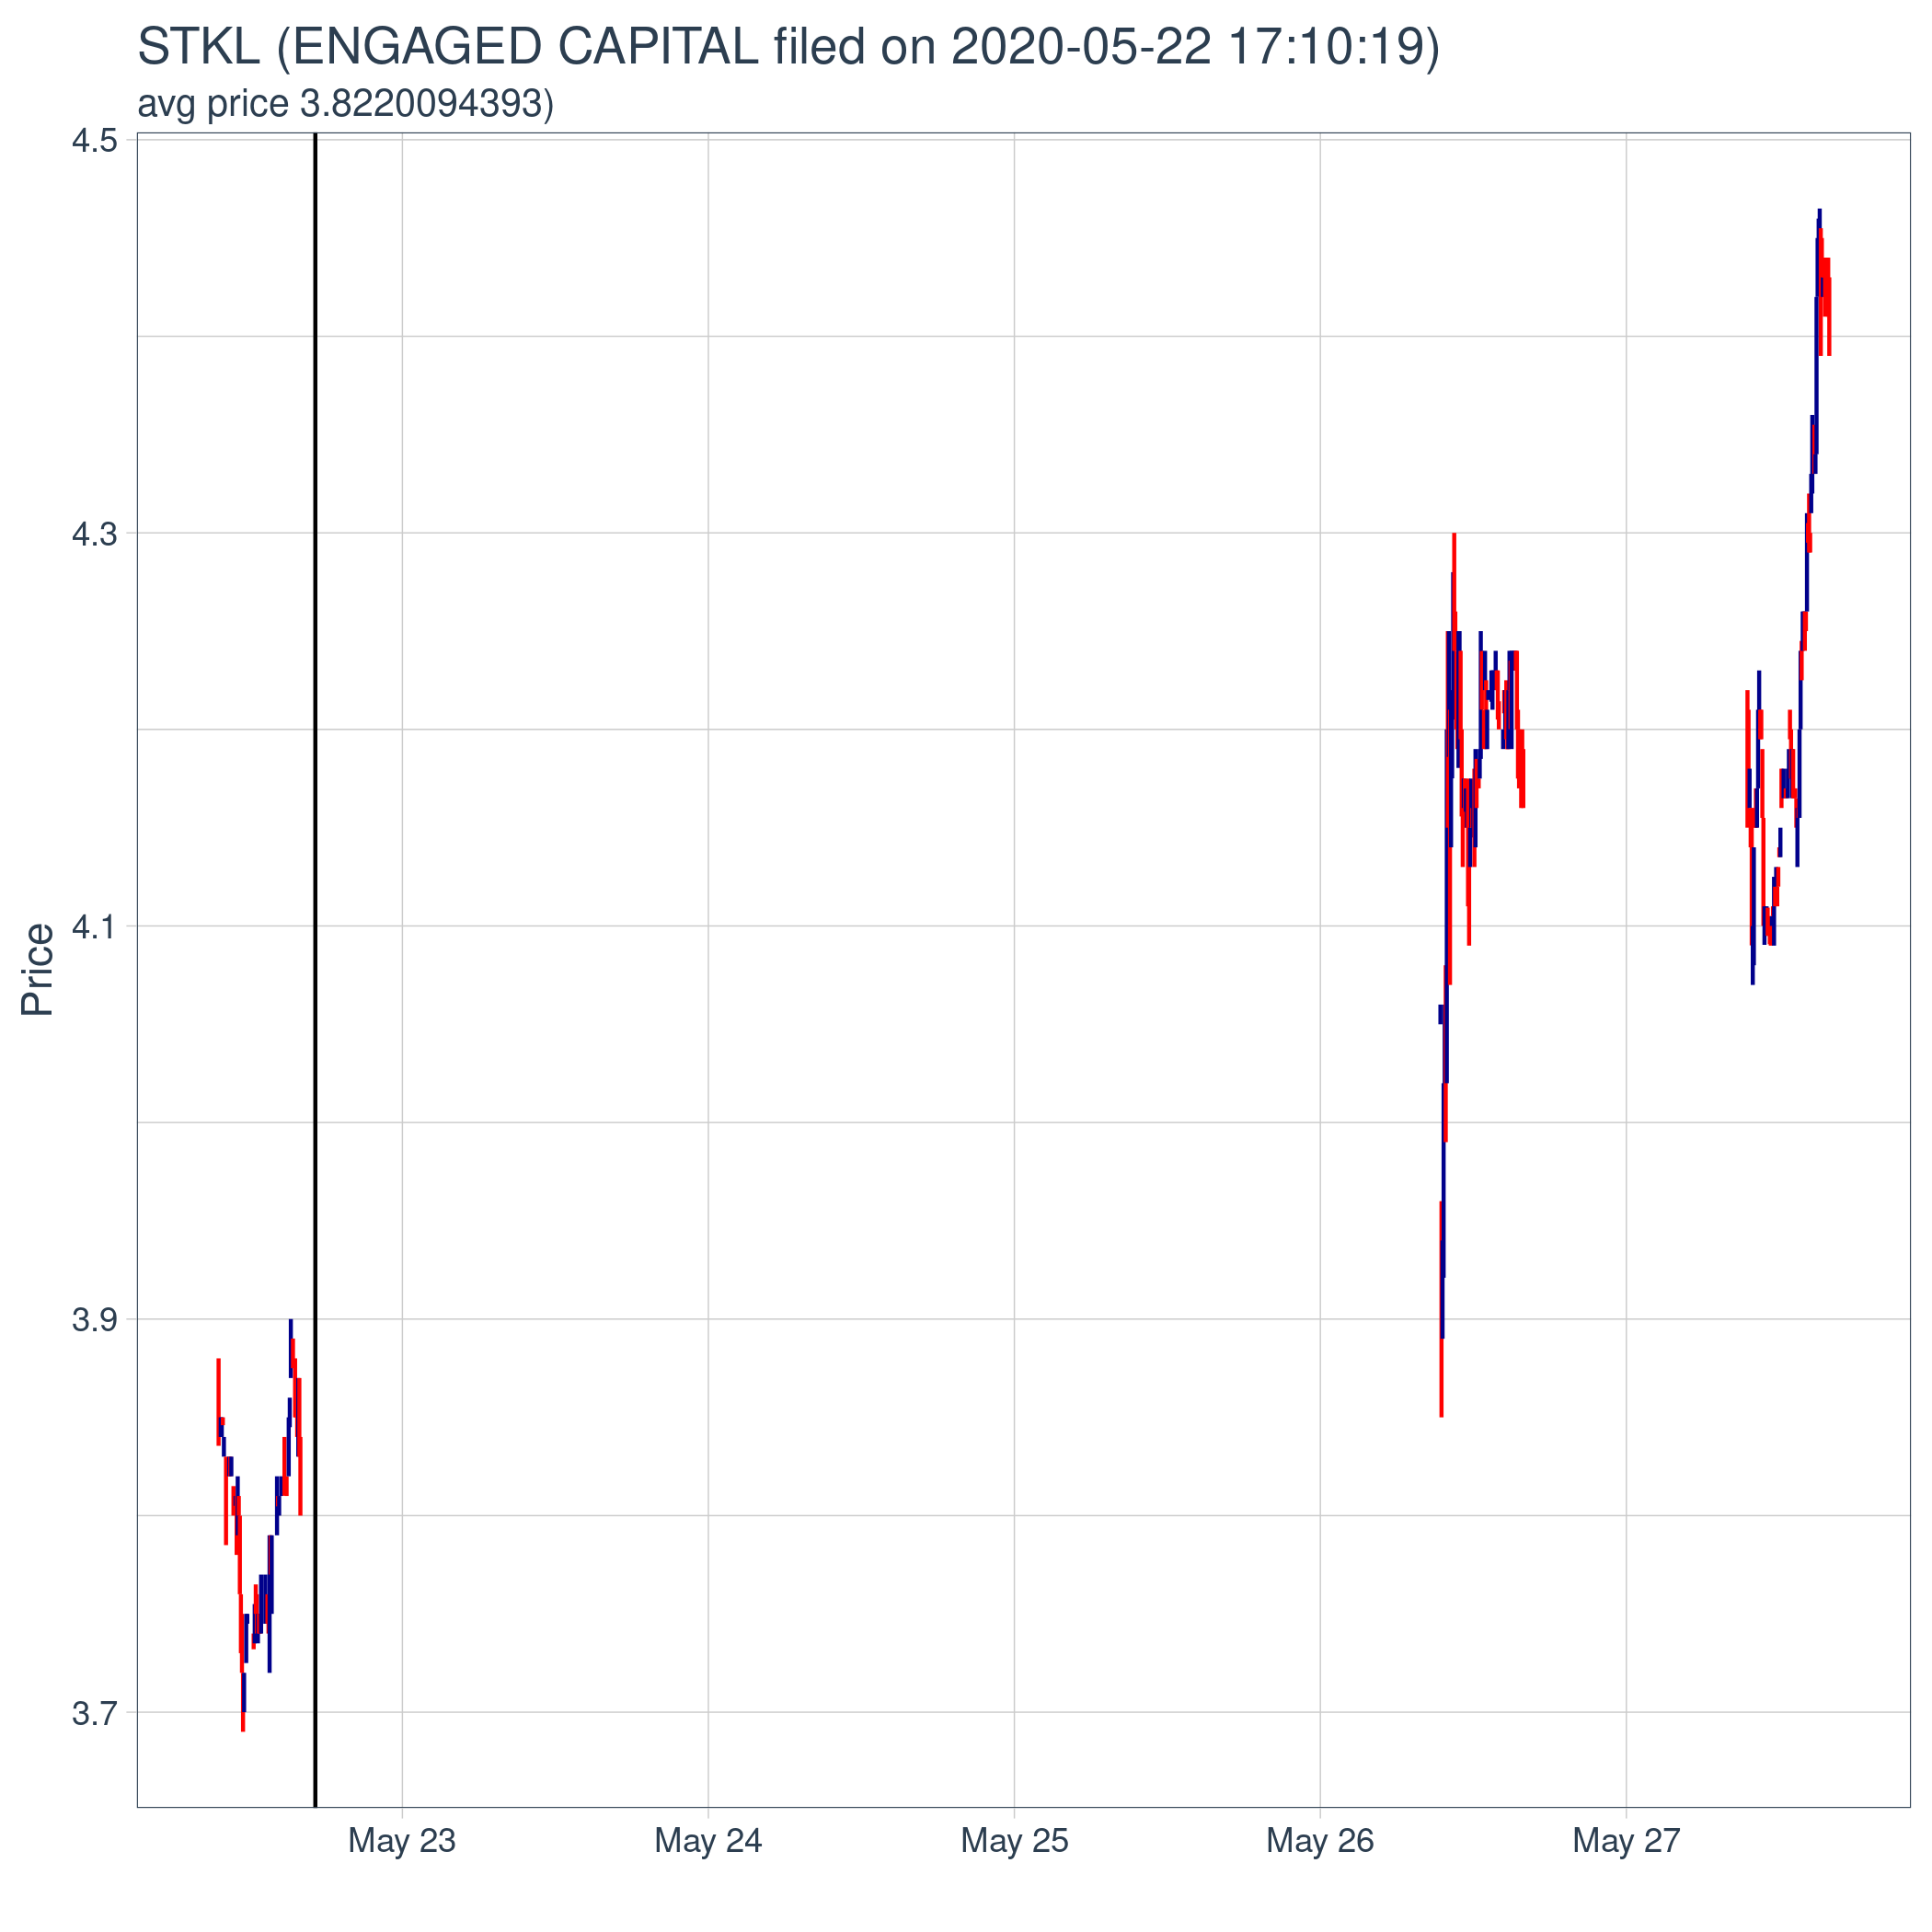 STKL (ENGAGED CAPITAL filed on 2020-05-22 17:10:19)
avg price 3.8220094393)
4.5
4.3
4.1
3.9
3.7
Price
May 23 May 24 May 25 May 26 May 27